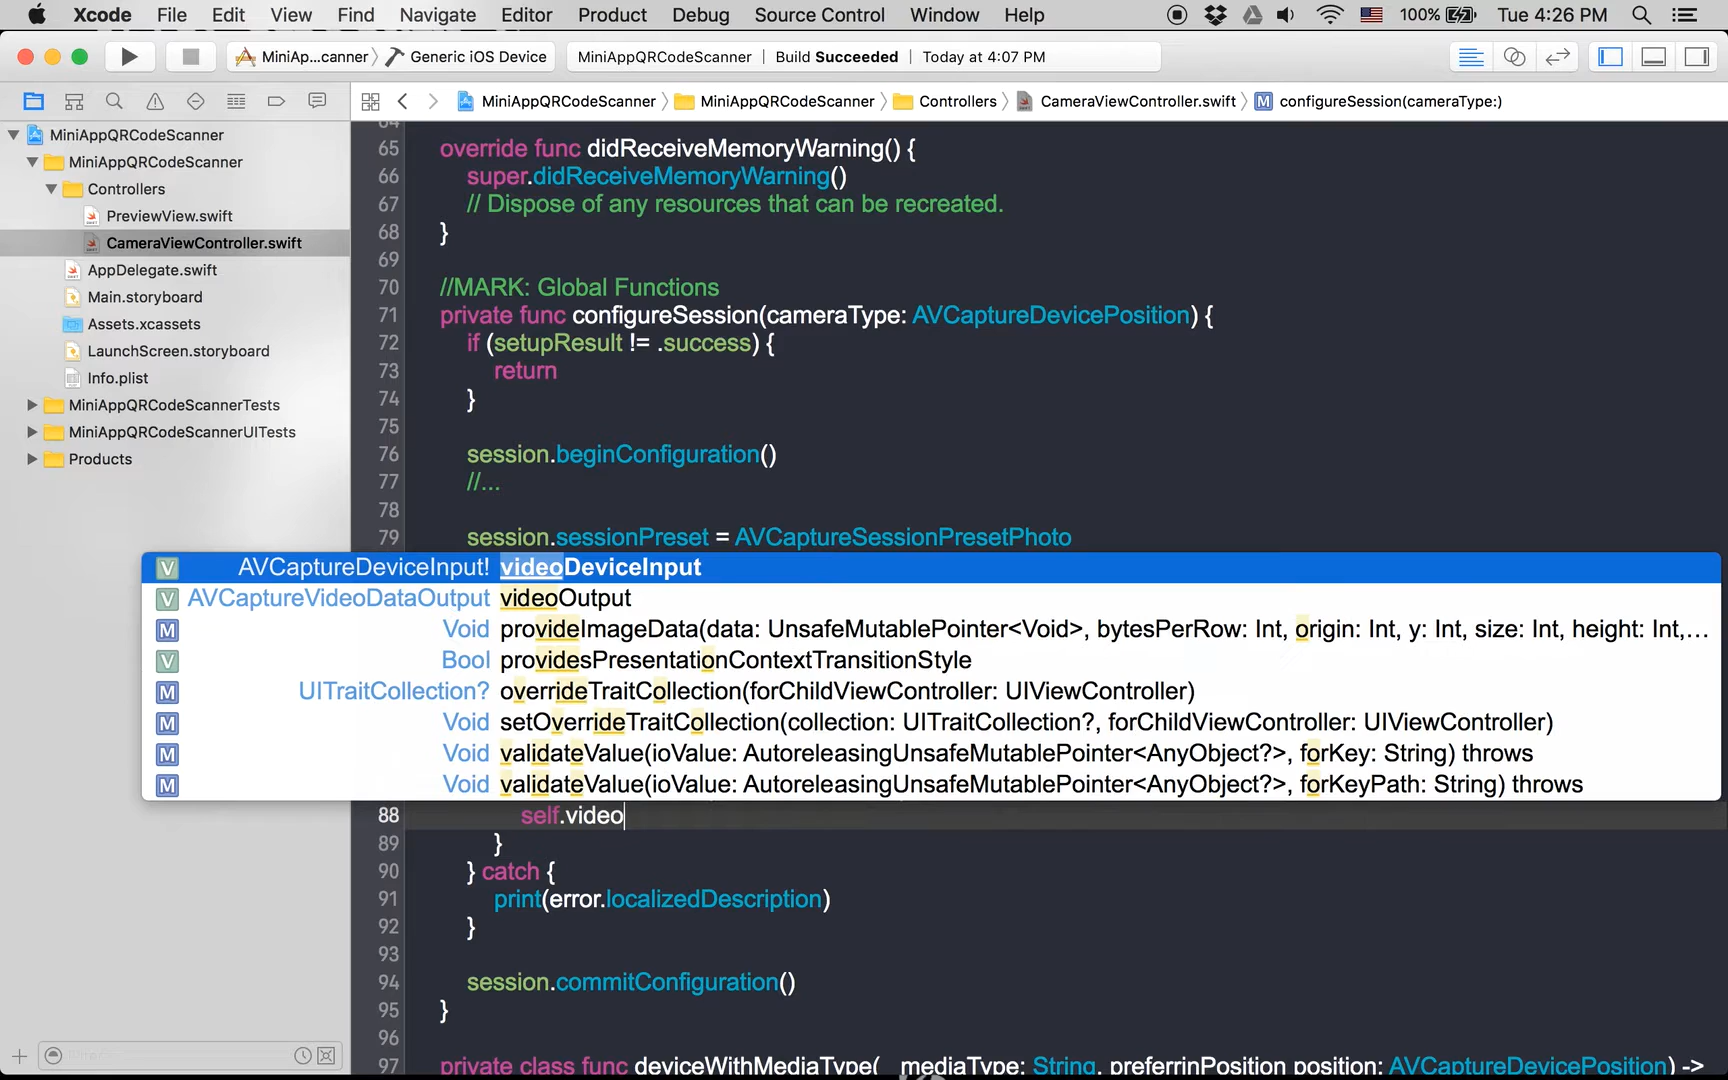 Xcode File Edit View Find Navigate Editor Product Debug Source Control Window Help 100% Tue 4:26 PM
MiniAp...canner Generic iOS Device MiniAppQRCodeScanner | Build Succeeded | Today at 4:07 PM
MiniAppQRCodeScanner MiniAppQRCodeScanner Controllers CameraViewController.swift M configureSession(cameraType:)
MiniAppQRCodeScanner
MiniAppQRCodeScanner
Controllers
PreviewView.swift
CameraViewController.swift
AppDelegate.swift
Main.storyboard
Assets.xcassets
LaunchScreen.storyboard
Info.plist
MiniAppQRCodeScannerTests
MiniAppQRCodeScannerUITests
Products
64
65 override func didReceiveMemoryWarning() {
66 super.didReceiveMemoryWarning()
67 // Dispose of any resources that can be recreated.
68 }
69
70 //MARK: Global Functions
71 private func configureSession(cameraType: AVCaptureDevicePosition) {
72 if (setupResult != .success) {
73 return
74 }
75
76 session.beginConfiguration()
77 //...
78
79 session.sessionPreset = AVCaptureSessionPresetPhoto
V AVCaptureDeviceInput! videoDeviceInput
V AVCaptureVideoDataOutput videoOutput
M Void provideImageData(data: UnsafeMutablePointer<Void>, bytesPerRow: Int, origin: Int, y: Int, size: Int, height: Int,...
V Bool providesPresentationContextTransitionStyle
M UITraitCollection? overrideTraitCollection(forChildViewController: UIViewController)
M Void setOverrideTraitCollection(collection: UITraitCollection?, forChildViewController: UIViewController)
M Void validateValue(ioValue: AutoreleasingUnsafeMutablePointer<AnyObject?>, forKey: String) throws
M Void validateValue(ioValue: AutoreleasingUnsafeMutablePointer<AnyObject?>, forKeyPath: String) throws
88 self.video
89 }
90 } catch {
91 print(error.localizedDescription)
92 }
93
94 session.commitConfiguration()
95 }
96
97 private class func deviceWithMediaType(_ mediaType: String, preferrinPosition position: AVCaptureDevicePosition) ->